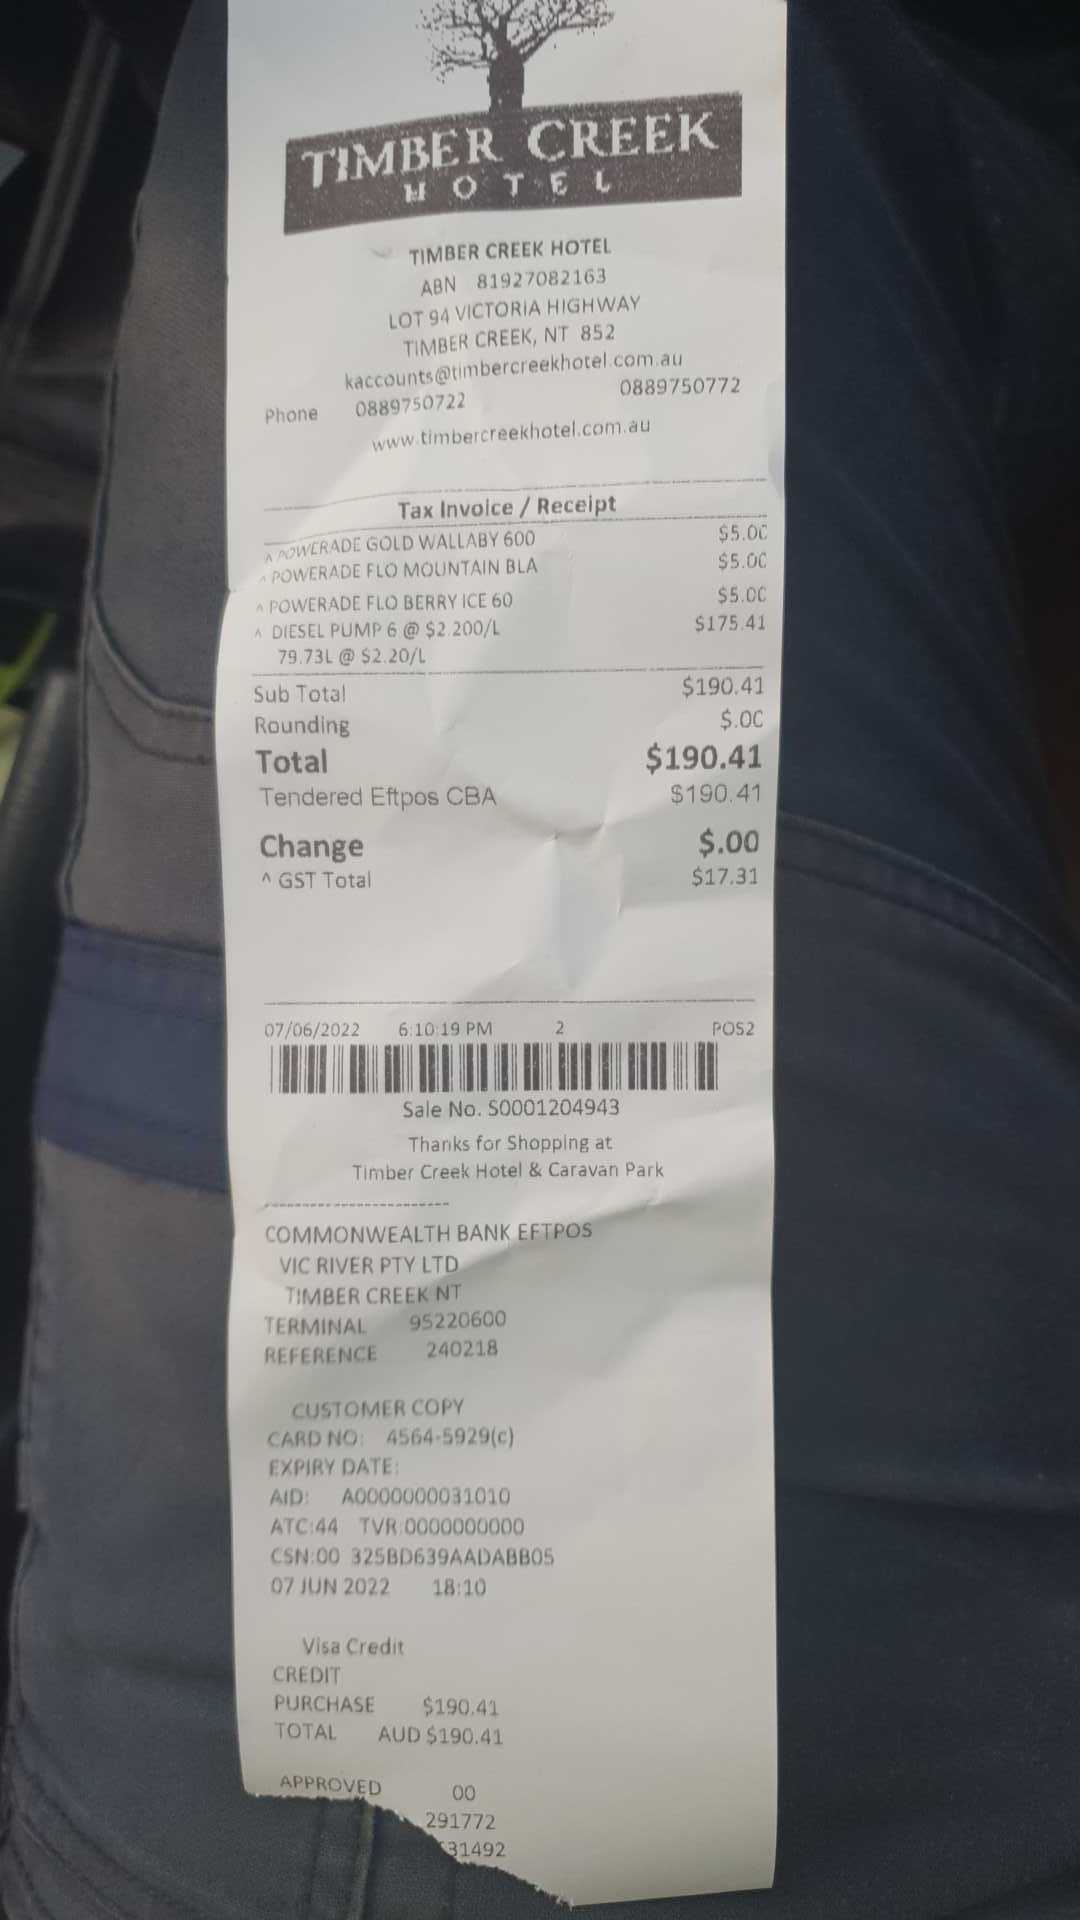 TIMBER CREEK
HOTEL
TIMBER CREEK HOTEL
ABN 81927082163
LOT 94 VICTORIA HIGHWAY
TIMBER CREEK, NT 852
kaccounts@timbercreekhotel.com.au
Phone 0889750722 0889750772
www.timbercreekhotel.com.au
Tax Invoice / Receipt
^ POWERADE GOLD WALLABY 600 $5.00
^ POWERADE FLO MOUNTAIN BLA $5.00
^ POWERADE FLO BERRY ICE 60 $5.00
^ DIESEL PUMP 6 @ $2.200/L $175.41
79.73L @ $2.20/L
Sub Total $190.41
Rounding $.00
Total $190.41
Tendered Eftpos CBA $190.41
Change $.00
^ GST Total $17.31
07/06/2022 6:10:19 PM 2 POS2
Sale No. S0001204943
Thanks for Shopping at
Timber Creek Hotel & Caravan Park
------------------------
COMMONWEALTH BANK EFTPOS
VIC RIVER PTY LTD
TIMBER CREEK NT
TERMINAL 95220600
REFERENCE 240218
CUSTOMER COPY
CARD NO: 4564-5929(c)
EXPIRY DATE:
AID: A0000000031010
ATC:44 TVR:0000000000
CSN:00 325BD639AADABB05
07 JUN 2022 18:10
Visa Credit
CREDIT
PURCHASE $190.41
TOTAL AUD $190.41
APPROVED 00
291772
31492